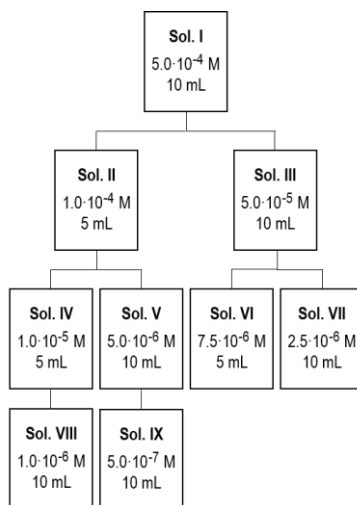 Sol. I
5.0·10⁻⁴ M
10 mL
Sol. II
1.0·10⁻⁴ M
5 mL
Sol. III
5.0·10⁻⁵ M
10 mL
Sol. IV
1.0·10⁻⁵ M
5 mL
Sol. V
5.0·10⁻⁶ M
10 mL
Sol. VI
7.5·10⁻⁶ M
5 mL
Sol. VII
2.5·10⁻⁶ M
10 mL
Sol. VIII
1.0·10⁻⁶ M
10 mL
Sol. IX
5.0·10⁻⁷ M
10 mL